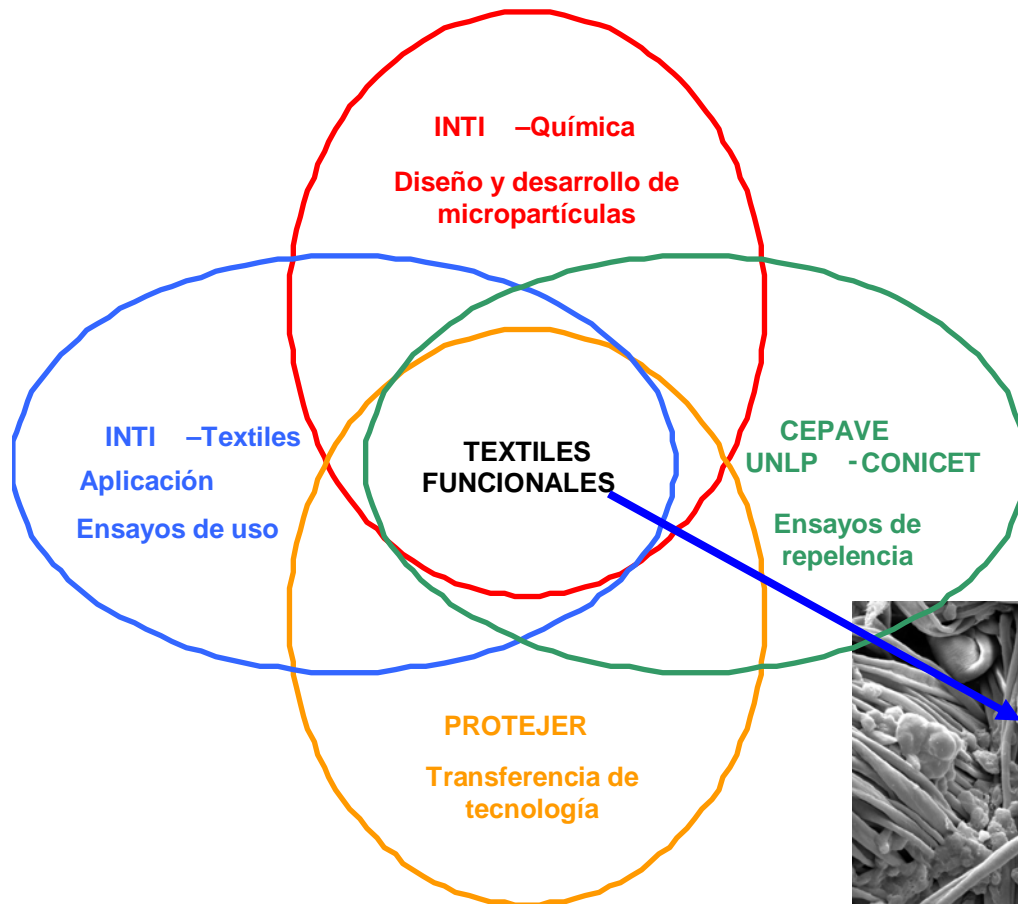 INTI –Química
Diseño y desarrollo de
micropartículas
INTI –Textiles
Aplicación
Ensayos de uso
TEXTILES
FUNCIONALES
CEPAVE
UNLP -CONICET
Ensayos de
repelencia
PROTEJER
Transferencia de
tecnología